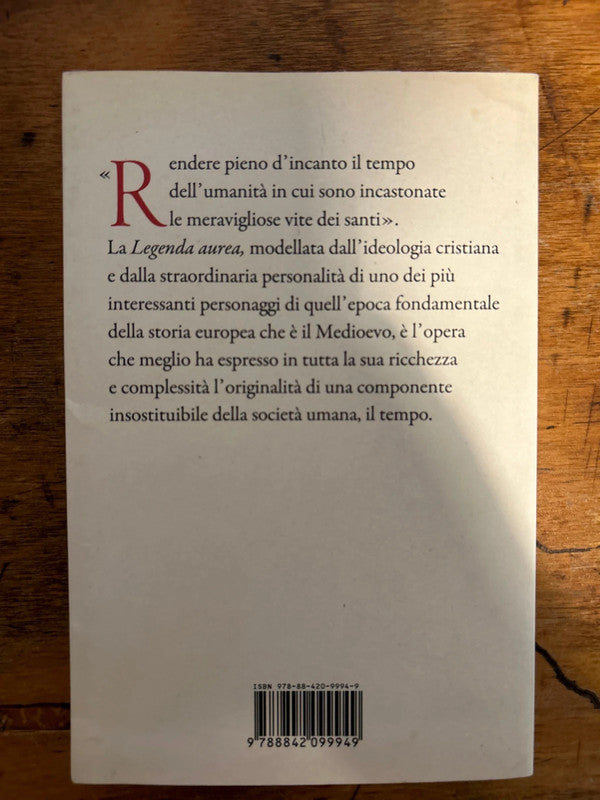 «Rendere pieno d'incanto il tempo
dell'umanità in cui sono incastonate
le meravigliose vite dei santi».
La Legenda aurea, modellata dall'ideologia cristiana
e dalla straordinaria personalità di uno dei più
interessanti personaggi di quell'epoca fondamentale
della storia europea che è il Medioevo, è l'opera
che meglio ha espresso in tutta la sua ricchezza
e complessità l'originalità di una componente
insostituibile della società umana, il tempo.
ISBN 978-88-420-9994-9
9 788842 099949